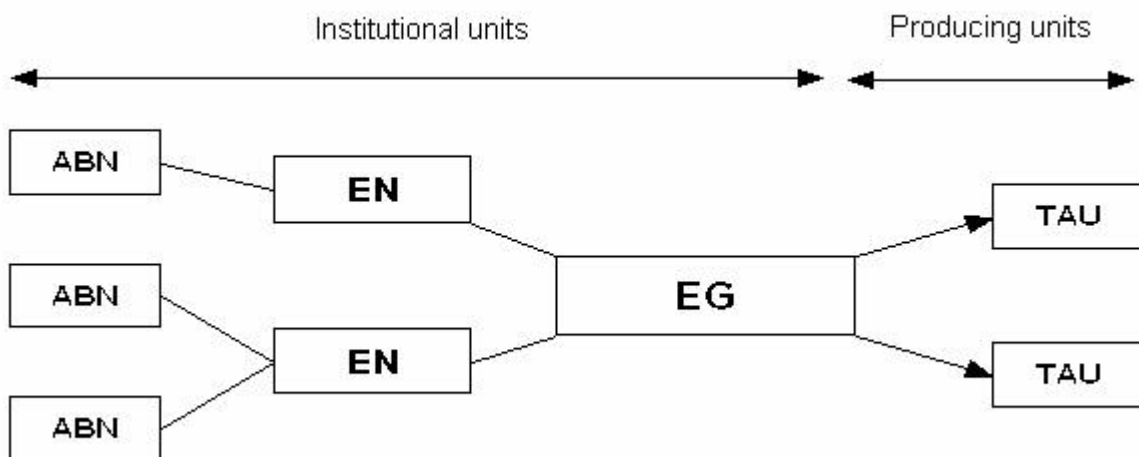 Institutional units
Producing units
ABN
EN
TAU
ABN
EG
EN
TAU
ABN